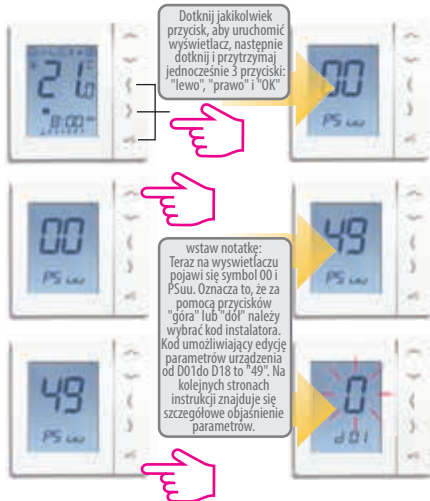 Dotknij jakikolwiek
przycisk, aby uruchomić
wyświetlacz, następnie
dotknij i przytrzymaj
jednocześnie 3 przyciski:
"lewo", "prawo" i "OK"
21.0
8:00
00
PS
00
PS
wstaw notatkę:
Teraz na wyswietlaczu
pojawi się symbol 00 i
PSuu. Oznacza to, że za
pomocą przycisków
"góra" lub "dół" należy
wybrać kod instalatora.
Kod umożliwiający edycję
parametrów urządzenia
od D01do D18 to "49". Na
kolejnych stronach
instrukcji znajduje się
szczegółowe objaśnienie
parametrów.
49
PS
49
PS
0
d01